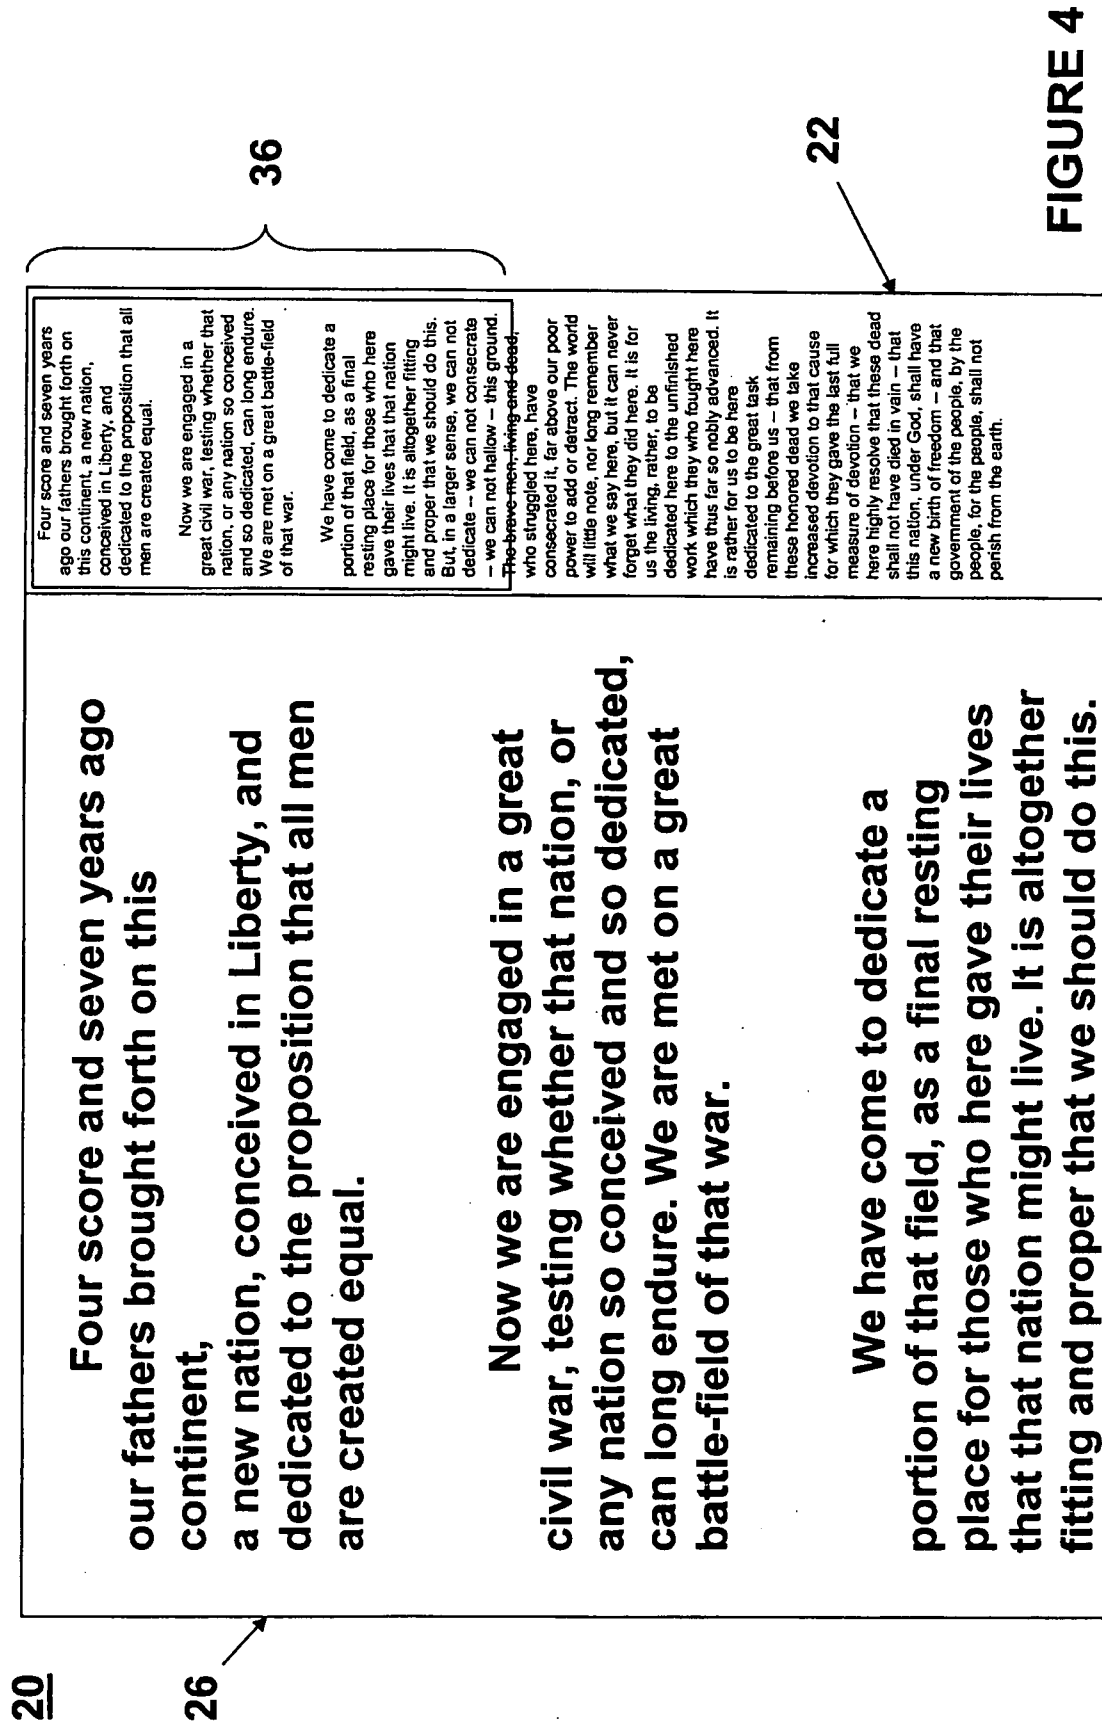 20
26
Four score and seven years ago
our fathers brought forth on this
continent,
a new nation, conceived in Liberty, and
dedicated to the proposition that all men
are created equal.
Now we are engaged in a great
civil war, testing whether that nation, or
any nation so conceived and so dedicated,
can long endure. We are met on a great
battle-field of that war.
We have come to dedicate a
portion of that field, as a final resting
place for those who here gave their lives
that that nation might live. It is altogether
fitting and proper that we should do this.
Four score and seven years
ago our fathers brought forth on
this continent, a new nation,
conceived in Liberty, and
dedicated to the proposition that all
men are created equal.
Now we are engaged in a
great civil war, testing whether that
nation, or any nation so conceived
and so dedicated, can long endure.
We are met on a great battle-field
of that war.
We have come to dedicate a
portion of that field, as a final
resting place for those who here
gave their lives that that nation
might live. It is altogether fitting
and proper that we should do this.
But, in a larger sense, we can not
dedicate – we can not consecrate
– we can not hallow – this ground.
The brave men, living and dead,
who struggled here, have
consecrated it, far above our poor
power to add or detract. The world
will little note, nor long remember
what we say here, but it can never
forget what they did here. It is for
us the living, rather, to be
dedicated here to the unfinished
work which they who fought here
have thus far so nobly advanced. It
is rather for us to be here
dedicated to the great task
remaining before us – that from
these honored dead we take
increased devotion to that cause
for which they gave the last full
measure of devotion – that we
here highly resolve that these dead
shall not have died in vain – that
this nation, under God, shall have
a new birth of freedom – and that
government of the people, by the
people, for the people, shall not
perish from the earth.
36
22
FIGURE 4